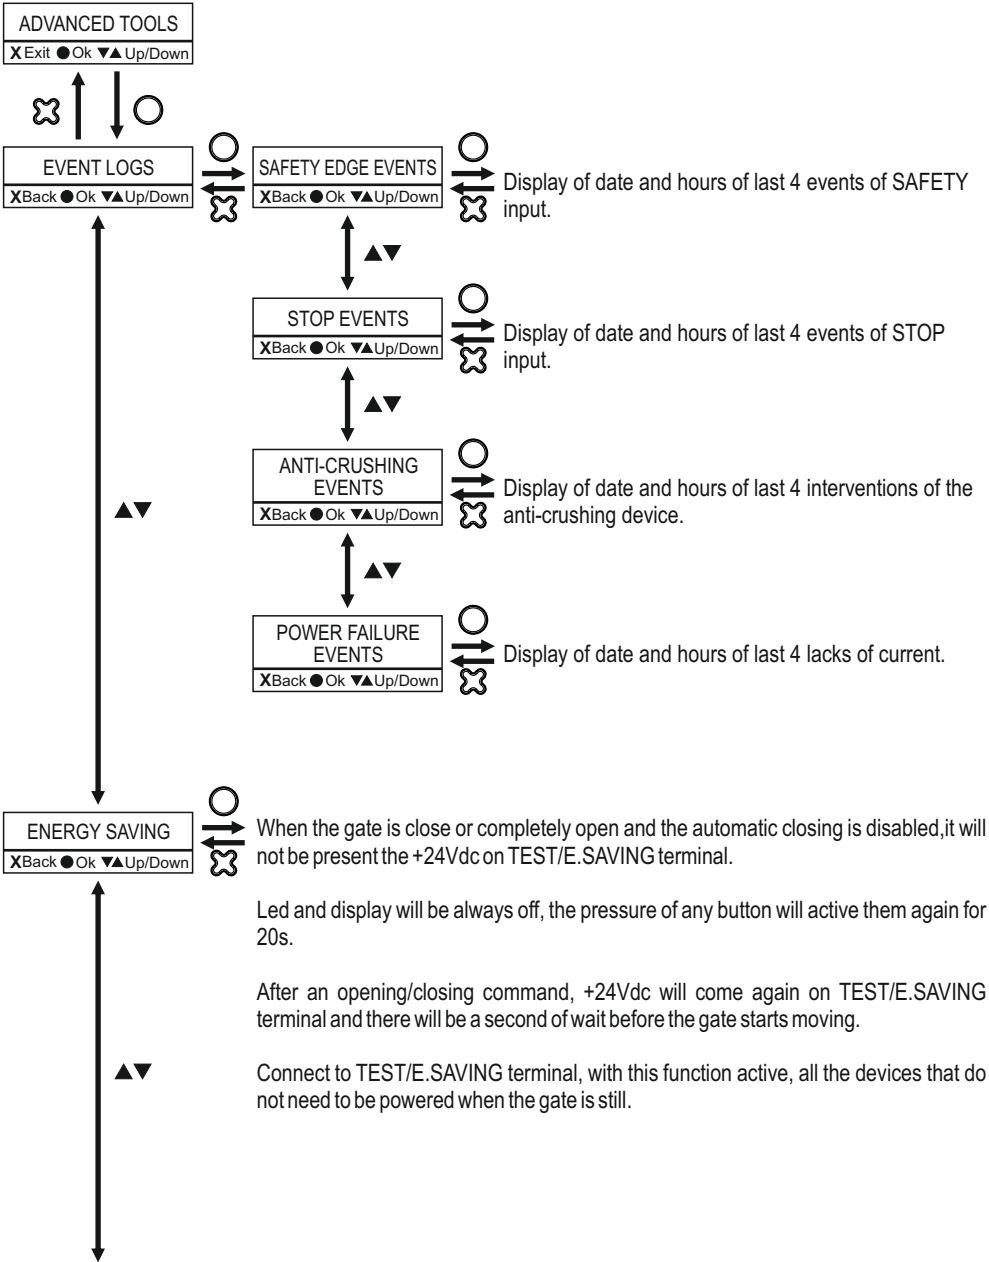 ADVANCED TOOLS
X Exit ● Ok ▼▲ Up/Down
EVENT LOGS
X Back ● Ok ▼▲ Up/Down
SAFETY EDGE EVENTS
X Back ● Ok ▼▲ Up/Down
Display of date and hours of last 4 events of SAFETY
input.
▲▼
STOP EVENTS
X Back ● Ok ▼▲ Up/Down
Display of date and hours of last 4 events of STOP
input.
▲▼
ANTI-CRUSHING
EVENTS
X Back ● Ok ▼▲ Up/Down
Display of date and hours of last 4 interventions of the
anti-crushing device.
▲▼
▲▼
POWER FAILURE
EVENTS
X Back ● Ok ▼▲ Up/Down
Display of date and hours of last 4 lacks of current.
ENERGY SAVING
X Back ● Ok ▼▲ Up/Down
When the gate is close or completely open and the automatic closing is disabled,it will
not be present the +24Vdc on TEST/E.SAVING terminal.
Led and display will be always off, the pressure of any button will active them again for
20s.
After an opening/closing command, +24Vdc will come again on TEST/E.SAVING
terminal and there will be a second of wait before the gate starts moving.
▲▼
Connect to TEST/E.SAVING terminal, with this function active, all the devices that do
not need to be powered when the gate is still.